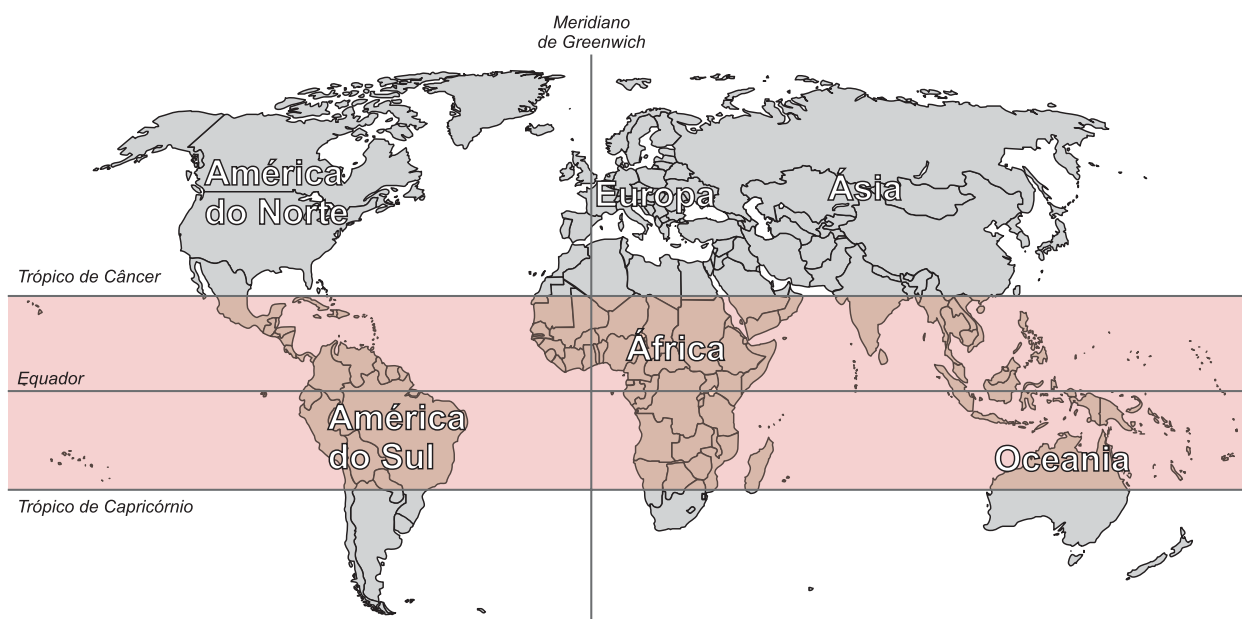 Meridiano
de Greenwich
América
do Norte
Europa
Ásia
Trópico de Câncer
África
Equador
América
do Sul
Oceania
Trópico de Capricórnio